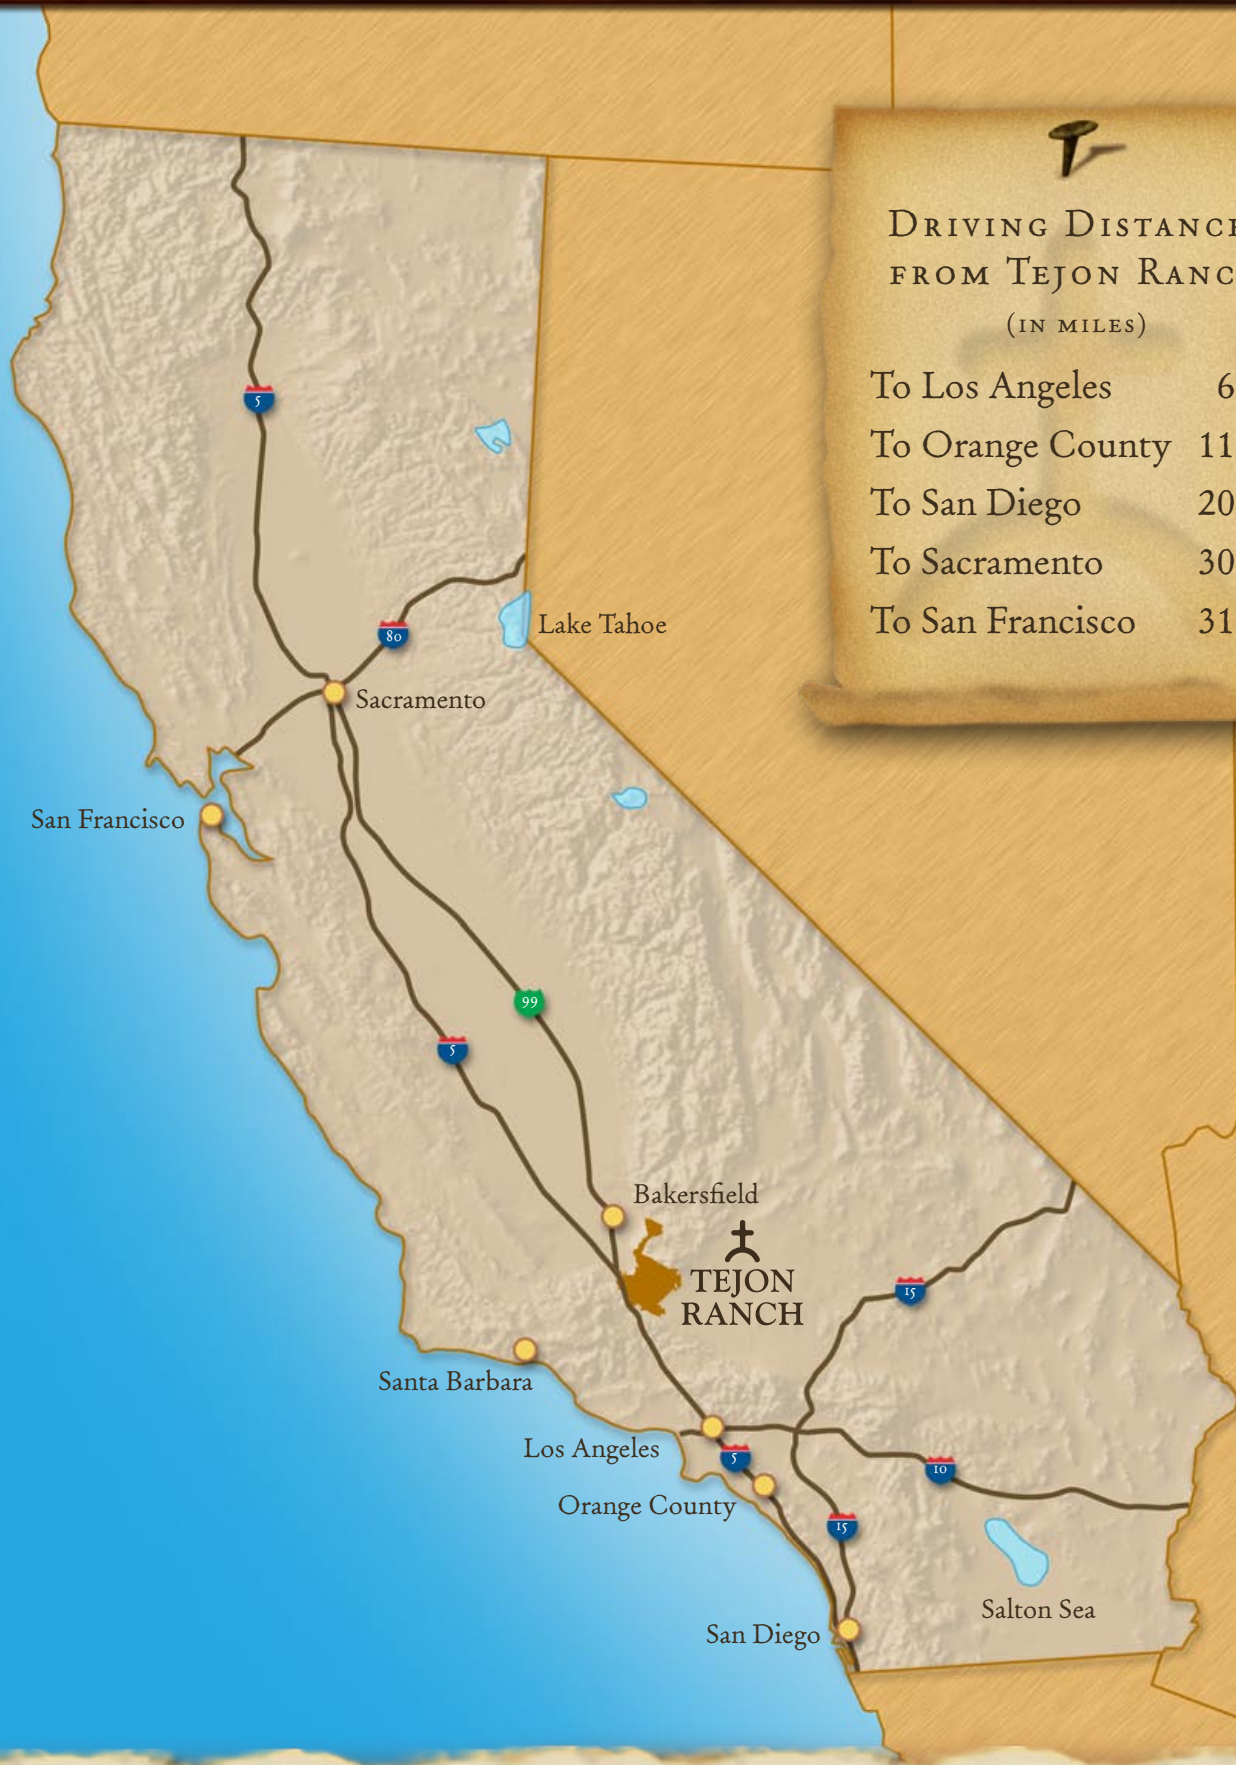 DRIVING DISTANCE
FROM TEJON RANC
(IN MILES)
To Los Angeles 6
To Orange County 11
To San Diego 20
To Sacramento 30
To San Francisco 31
5
Lake Tahoe
80
Sacramento
San Francisco
99
5
Bakersfield
TEJON
RANCH
15
Santa Barbara
Los Angeles
5
10
Orange County
15
Salton Sea
San Diego